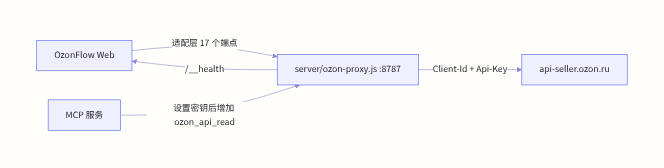 适配层 17 个端点
OzonFlow Web
/__health
server/ozon-proxy.js :8787
Client-Id + Api-Key
api-seller.ozon.ru
MCP 服务
设置密钥后增加
ozon_api_read